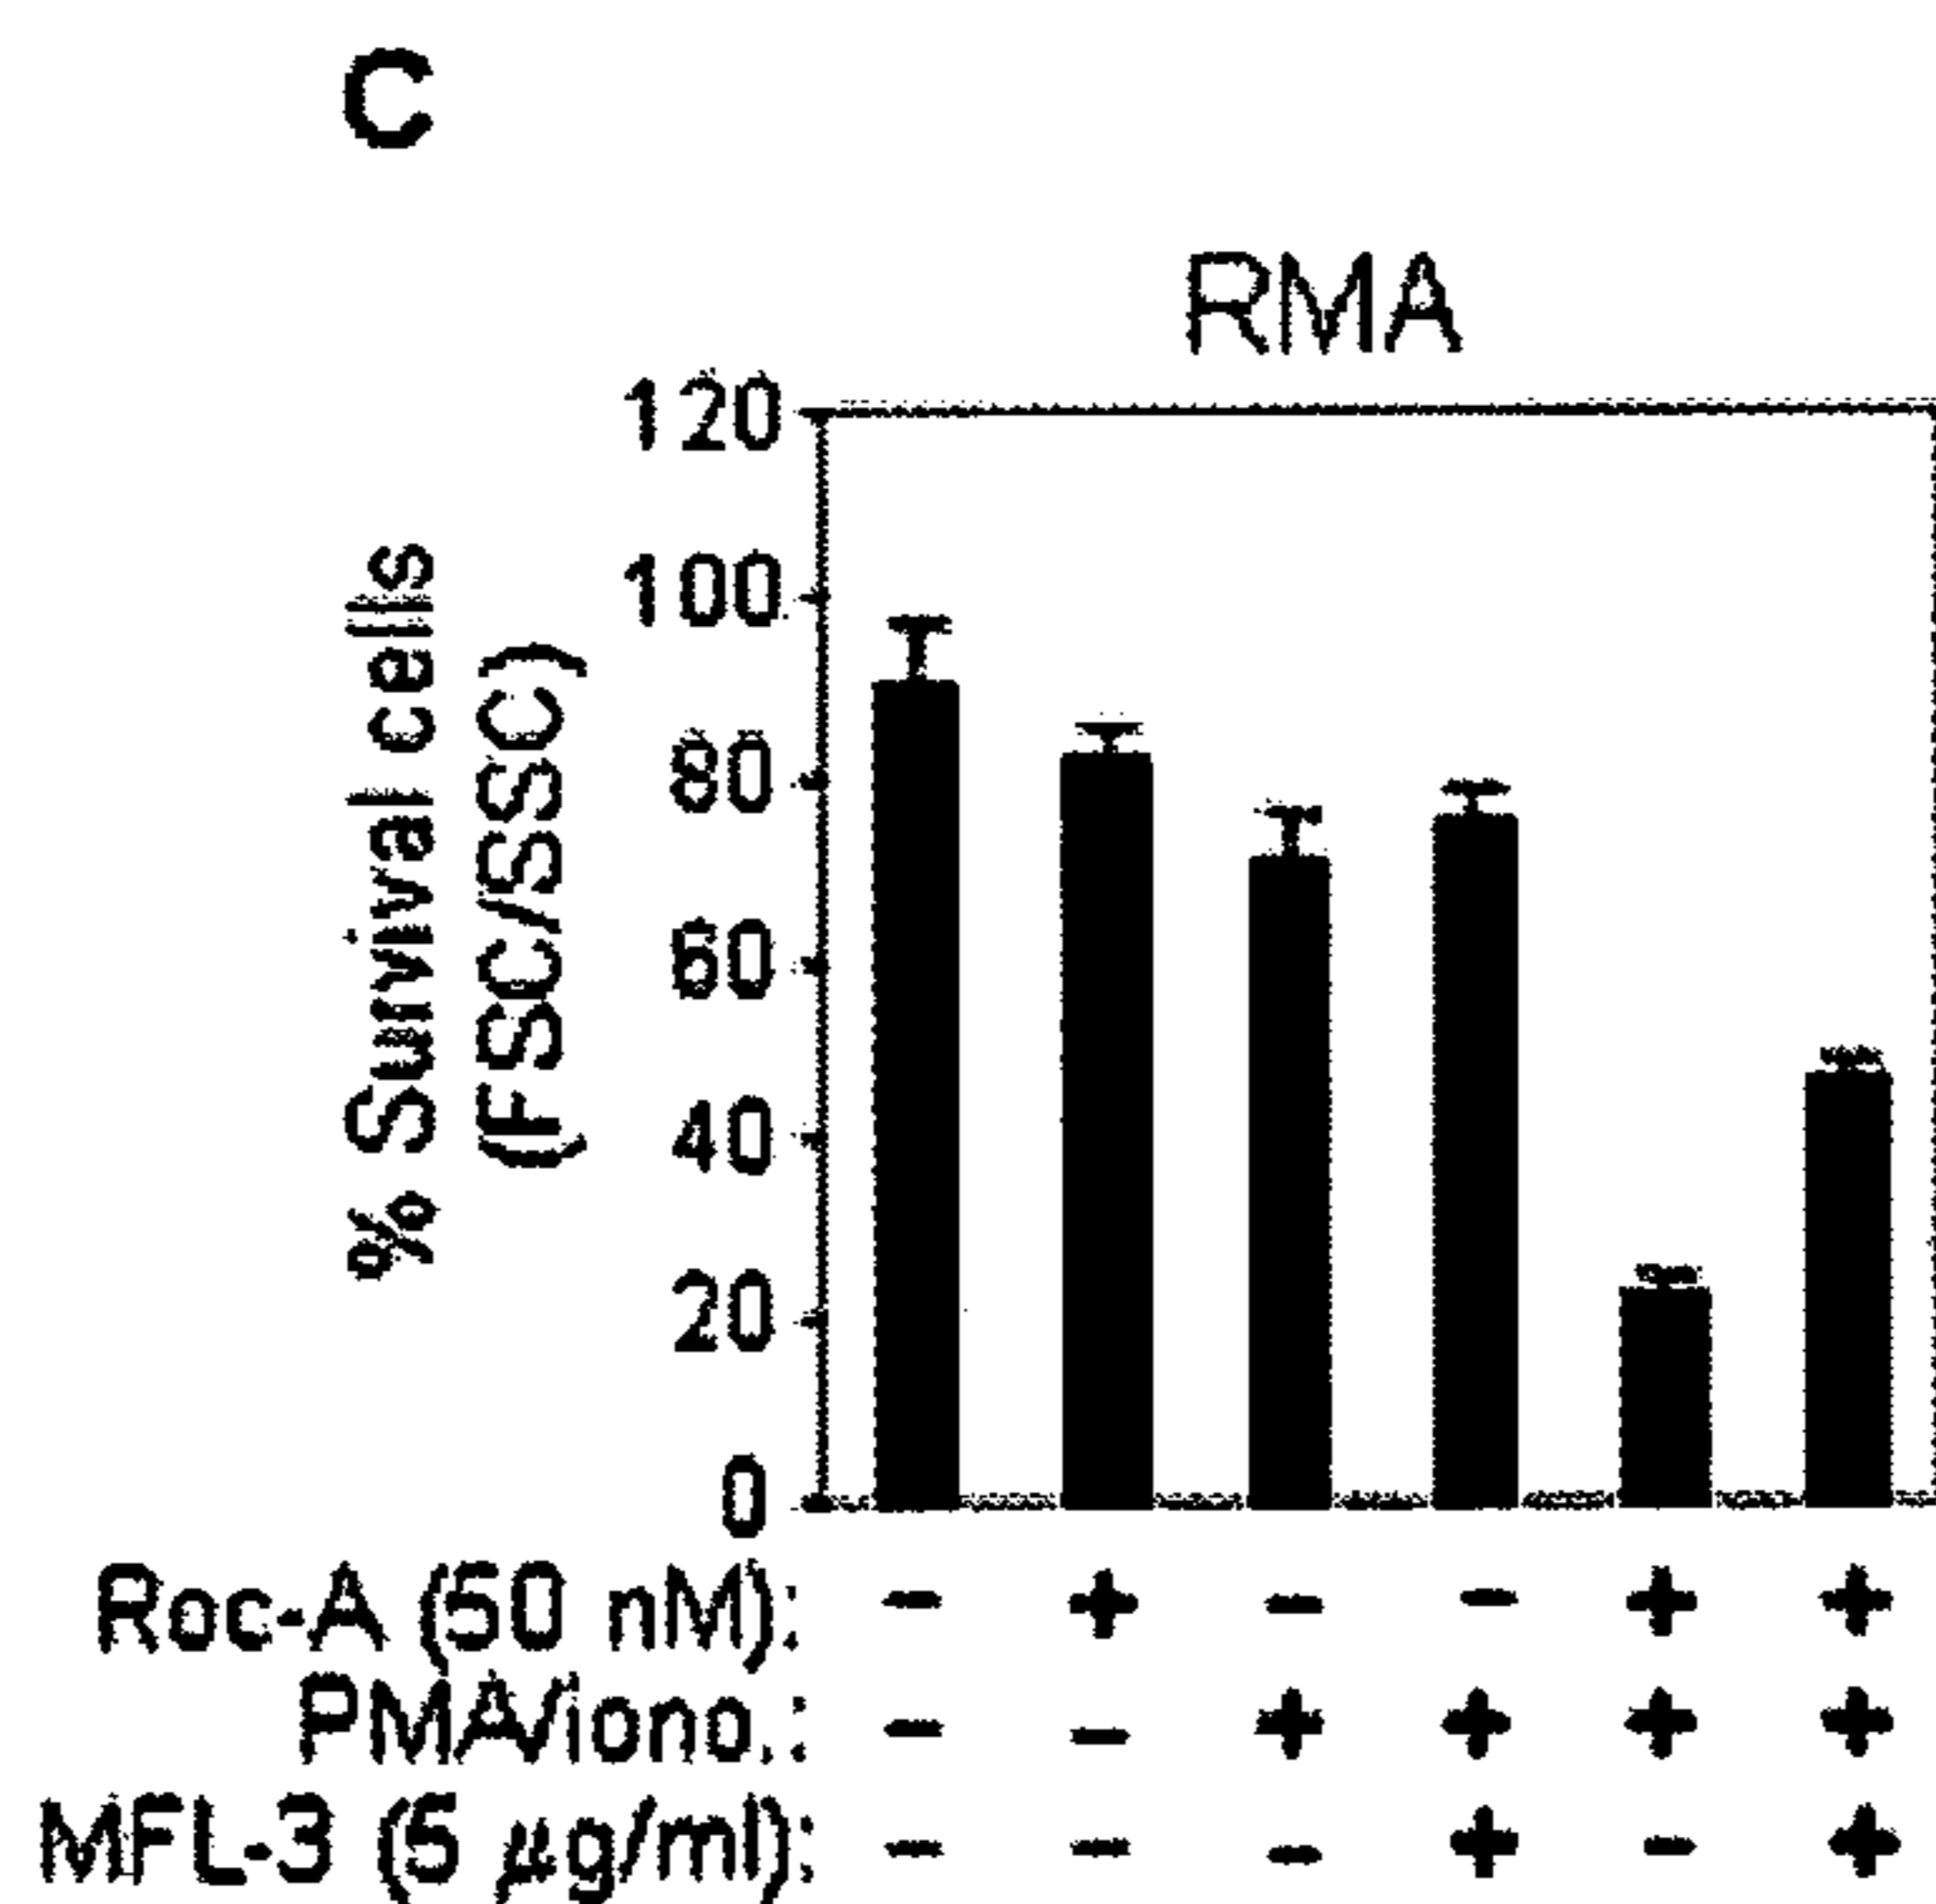 C
RMA
120
100
80
60
40
20
0
% Survival cells
(FSC/SSC)
Roc-A (50 nM): - + - - + +
PMA/iono.: - - + + + +
MFL-3 (5 µg/ml): - - - + - +